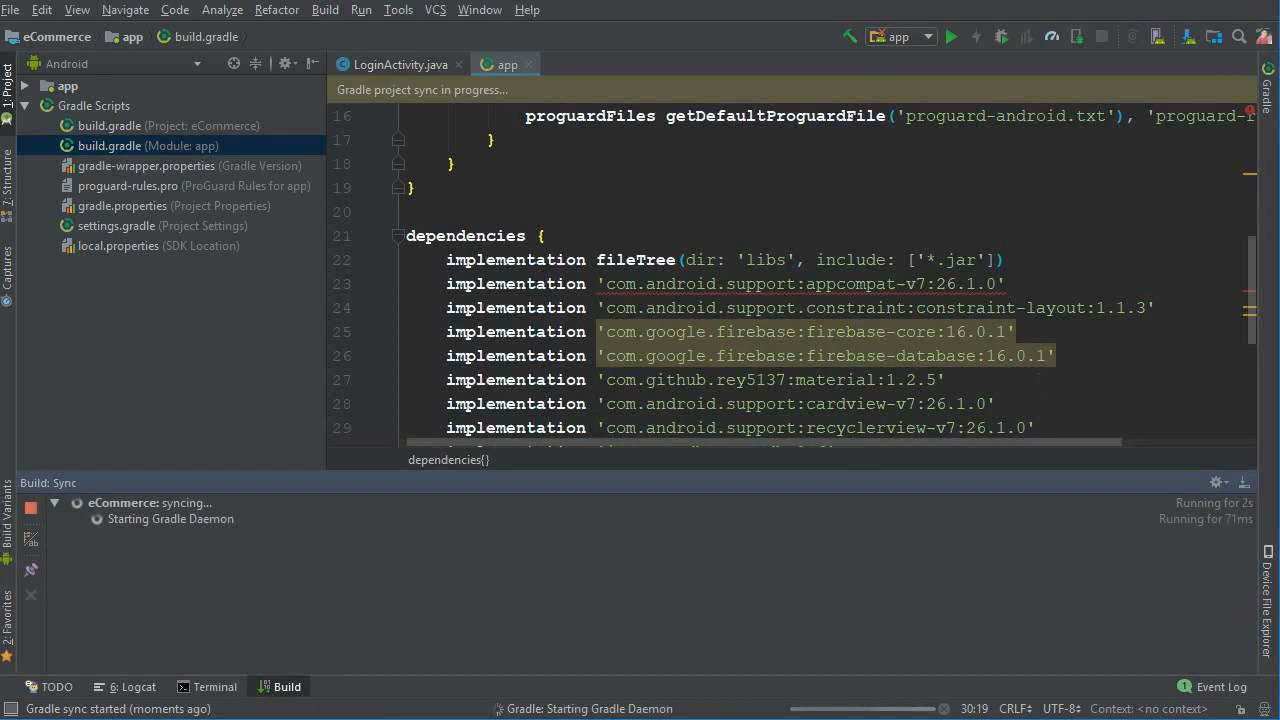 File Edit View Navigate Code Analyze Refactor Build Run Tools VCS Window Help
eCommerce app build.gradle app
Android LoginActivity.java app
Gradle project sync in progress...
1: Project
7: Structure
Captures
Build Variants
2: Favorites
app
Gradle Scripts
build.gradle (Project: eCommerce)
build.gradle (Module: app)
gradle-wrapper.properties (Gradle Version)
proguard-rules.pro (ProGuard Rules for app)
gradle.properties (Project Properties)
settings.gradle (Project Settings)
local.properties (SDK Location)
16 proguardFiles getDefaultProguardFile('proguard-android.txt'),
17 }
18 }
19 }
20
21 dependencies {
22 implementation fileTree(dir: 'libs', include: ['*.jar'])
23 implementation 'com.android.support:appcompat-v7:26.1.0'
24 implementation 'com.android.support.constraint:constraint-layout:1.1.3'
25 implementation 'com.google.firebase:firebase-core:16.0.1'
26 implementation 'com.google.firebase:firebase-database:16.0.1'
27 implementation 'com.github.rey5137:material:1.2.5'
28 implementation 'com.android.support:cardview-v7:26.1.0'
29 implementation 'com.android.support:recyclerview-v7:26.1.0'
dependencies{}
Gradle
Device File Explorer
Build: Sync
eCommerce: syncing... Running for 2s
Starting Gradle Daemon Running for 71ms
TODO 6: Logcat Terminal Build 1 Event Log
Gradle sync started (moments ago) Gradle: Starting Gradle Daemon 30:19 CRLF UTF-8 Context: <no context>